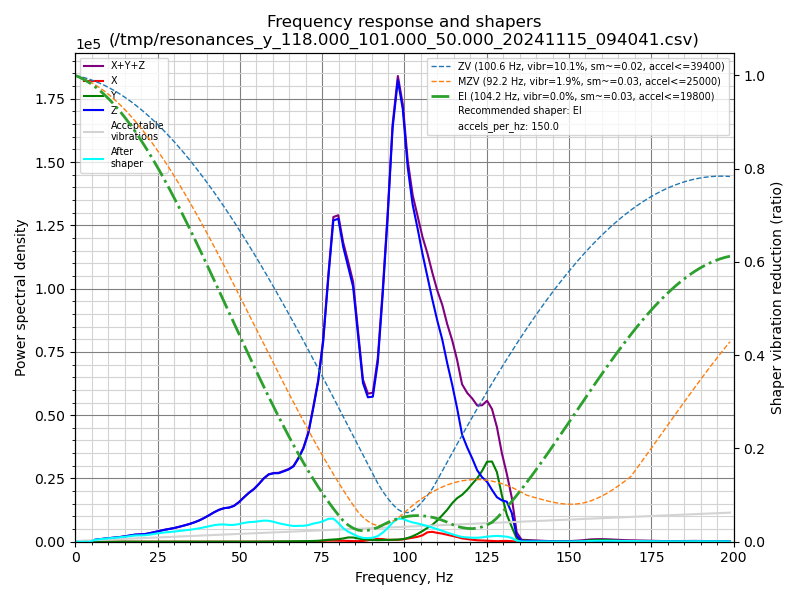 Frequency response and shapers
(/tmp/resonances_y_118.000_101.000_50.000_20241115_094041.csv)
1e5
X+Y+Z
X
Y
Z
Acceptable
vibrations
After
shaper
ZV (100.6 Hz, vibr=10.1%, sm~=0.02, accel<=39400)
MZV (92.2 Hz, vibr=1.9%, sm~=0.03, accel<=25000)
EI (104.2 Hz, vibr=0.0%, sm~=0.03, accel<=19800)
Recommended shaper: EI
accels_per_hz: 150.0
1.75
1.50
1.25
1.00
0.75
0.50
0.25
0.00
Power spectral density
1.0
0.8
0.6
0.4
0.2
0.0
Shaper vibration reduction (ratio)
0 25 50 75 100 125 150 175 200
Frequency, Hz